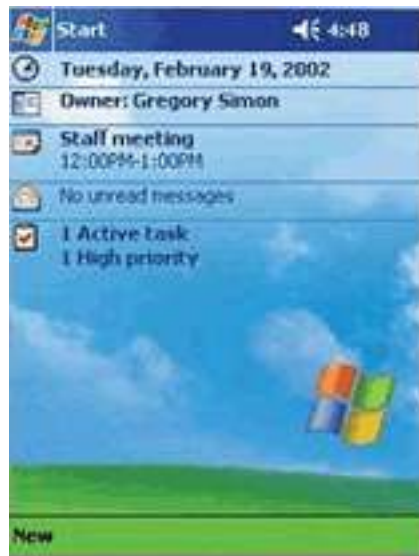 Start 4:48
Tuesday, February 19, 2002
Owner: Gregory Simon
Staff meeting
12:00PM-1:00PM
No unread messages
1 Active task
1 High priority
New